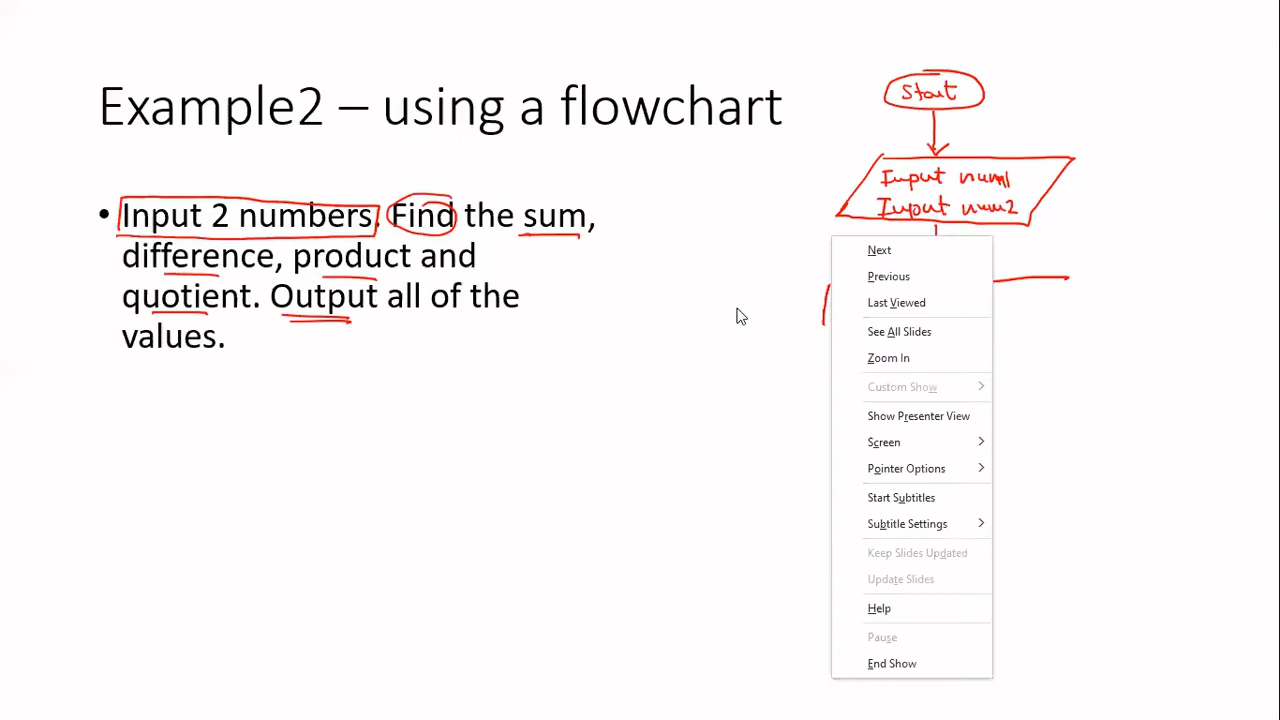 Example2 – using a flowchart
• Input 2 numbers. Find the sum,
difference, product and
quotient. Output all of the
values.
Start
Input num1
Input num2
Next
Previous
Last Viewed
See All Slides
Zoom In
Custom Show
Show Presenter View
Screen
Pointer Options
Start Subtitles
Subtitle Settings
Keep Slides Updated
Update Slides
Help
Pause
End Show